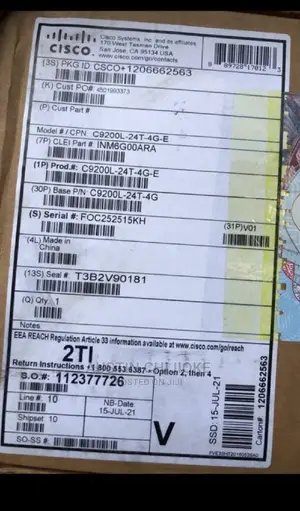 CISCO
Cisco Systems, Inc. and its affiliates
170 West Tasman Drive
San Jose, CA 95134 USA
www.cisco.com/go/contacts
(3S) PKG ID: CSCO+1206662563
(K) Cust PO#: 4501993373
(P) Cust Part #:
Model # / CPN: C9200L-24T-4G-E
(7P) CLEI Part #: INM6G00ARA
(1P) Prod.#: C9200L-24T-4G-E
(30P) Base P/N: C9200L-24T-4G
(S) Serial #: FOC252515KH
(31P)V01
(4L) Made in
China
(13S) Seal #: T3B2V90181
(Q) Qty: 1
Notes:
EEA REACH Regulation Article 33 information available at www.cisco.com/go/reach
2TI
Return Instructions +1 800 553 6387 - Option 2, then 4
S.O.#: 112377726
POSTED ON JIJI
Line #: 10
NB-Date:
15-JUL-21
Shipset: 10
SO-SS #:
V
SSD: 15-JUL-21
Carton#: 1206662563